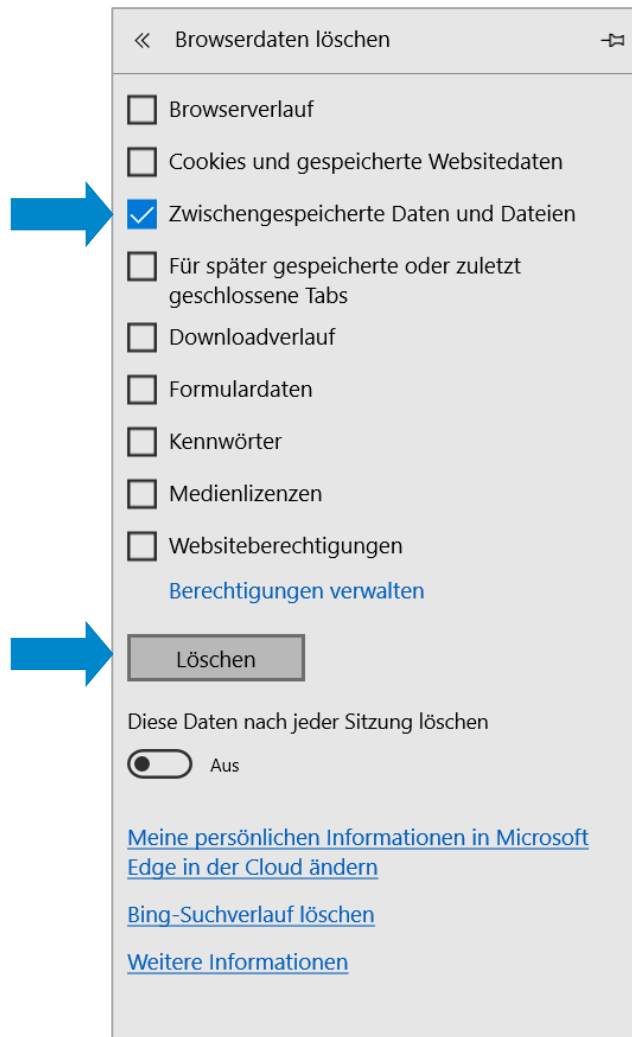 Browserdaten löschen
Browserverlauf
Cookies und gespeicherte Websitedaten
Zwischengespeicherte Daten und Dateien
Für später gespeicherte oder zuletzt
geschlossene Tabs
Downloadverlauf
Formulardaten
Kennwörter
Medienlizenzen
Websiteberechtigungen
Berechtigungen verwalten
Löschen
Diese Daten nach jeder Sitzung löschen
Aus
Meine persönlichen Informationen in Microsoft
Edge in der Cloud ändern
Bing-Suchverlauf löschen
Weitere Informationen